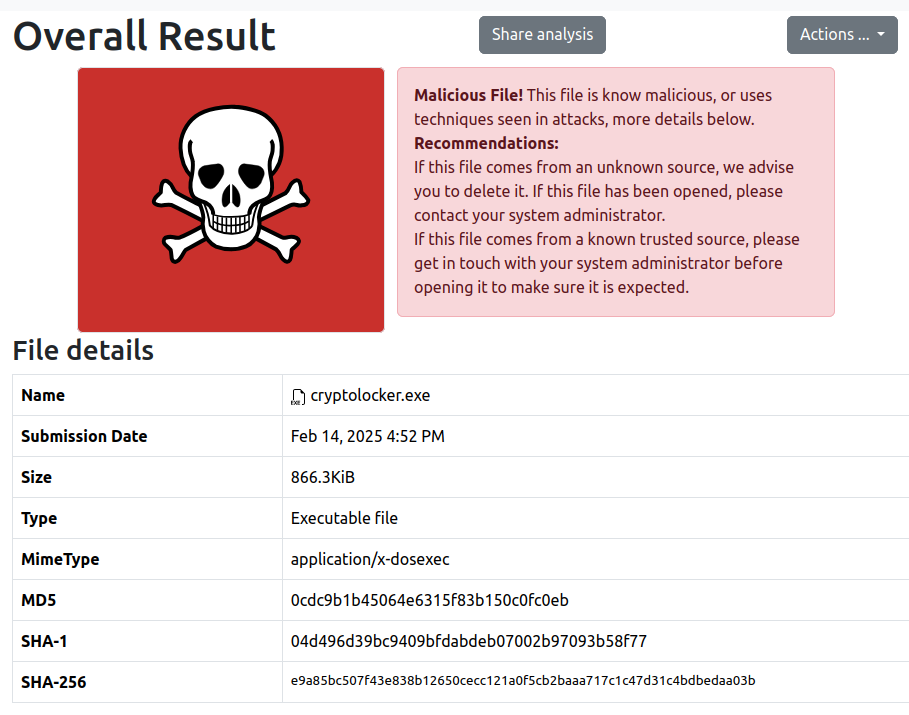 Overall Result
Share analysis
Actions ...
Malicious File! This file is know malicious, or uses
techniques seen in attacks, more details below.
Recommendations:
If this file comes from an unknown source, we advise
you to delete it. If this file has been opened, please
contact your system administrator.
If this file comes from a known trusted source, please
get in touch with your system administrator before
opening it to make sure it is expected.
File details
Name EXE cryptolocker.exe
Submission Date Feb 14, 2025 4:52 PM
Size 866.3KiB
Type Executable file
MimeType application/x-dosexec
MD5 0cdc9b1b45064e6315f83b150c0fc0eb
SHA-1 04d496d39bc9409bfdabdeb07002b97093b58f77
SHA-256 e9a85bc507f43e838b12650cecc121a0f5cb2baaa717c1c47d31c4bdbedaa03b